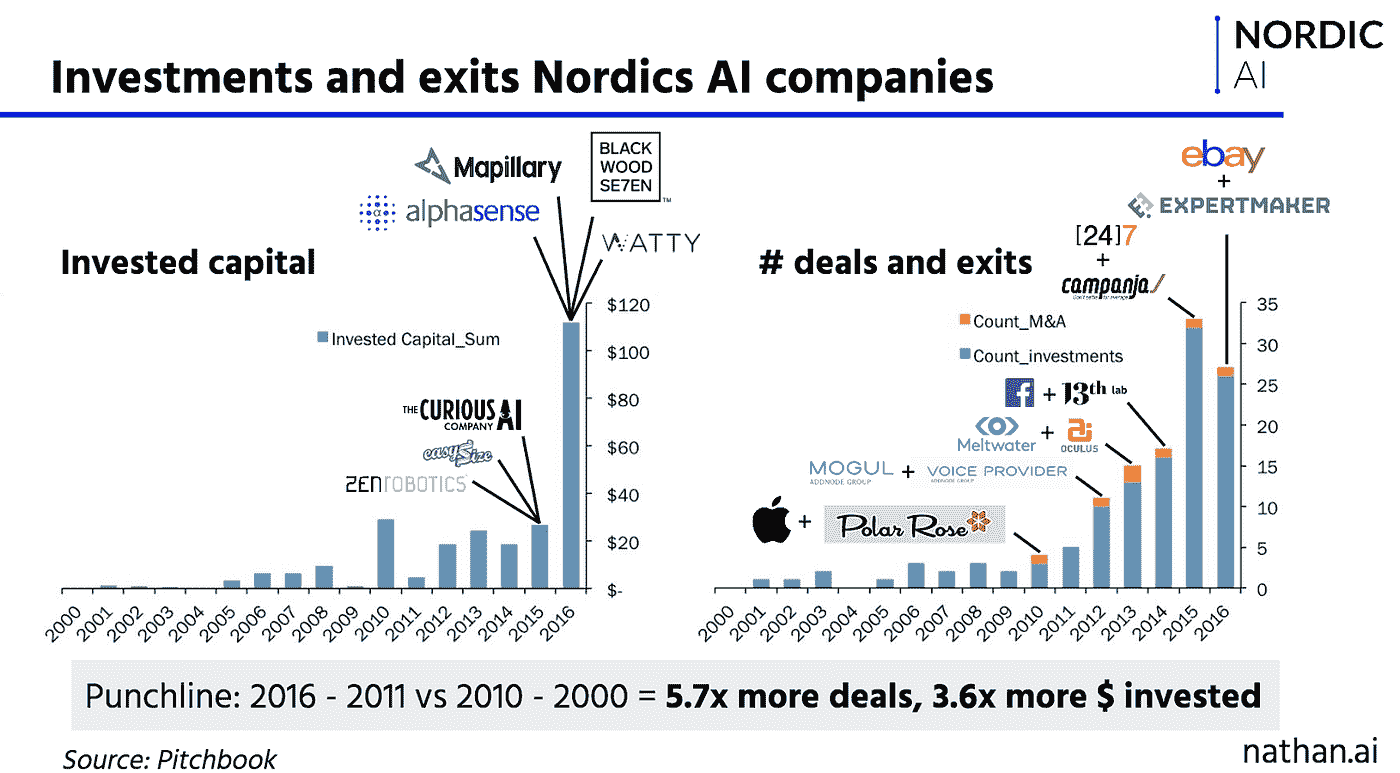 NORDIC
AI
Investments and exits Nordics AI companies
Mapillary
BLACK
WOOD
SE7EN
™
alphasense
WATTY
Invested capital
$120
$100
$80
$60
$40
$20
$-
Invested Capital_Sum
THE CURIOUS AI
COMPANY
easySize
ZENROBOTICS
2000
2001
2002
2003
2004
2005
2006
2007
2008
2009
2010
2011
2012
2013
2014
2015
2016
# deals and exits
ebay
+
EXPERTMAKER
[24]7
+
campanja
Count_M&A
Count_investments
f + 13th lab
Meltwater + OCULUS
MOGUL + VOICE PROVIDER
ADDNODE GROUP ADDNODE GROUP
+ Polar Rose
35
30
25
20
15
10
5
0
2000
2001
2002
2003
2004
2005
2006
2007
2008
2009
2010
2011
2012
2013
2014
2015
2016
Punchline: 2016 - 2011 vs 2010 - 2000 = 5.7x more deals, 3.6x more $ invested
Source: Pitchbook
nathan.ai